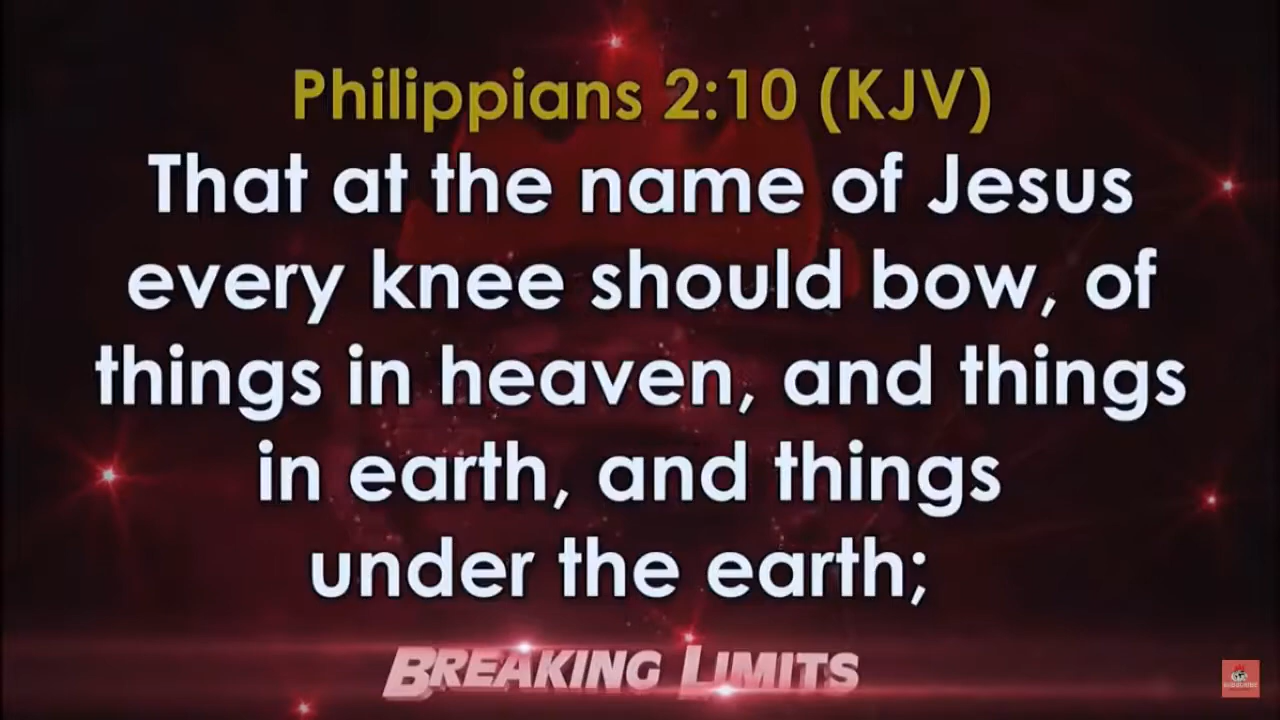 Philippians 2:10 (KJV)
That at the name of Jesus
every knee should bow, of
things in heaven, and things
in earth, and things
under the earth;
BREAKING LIMITS